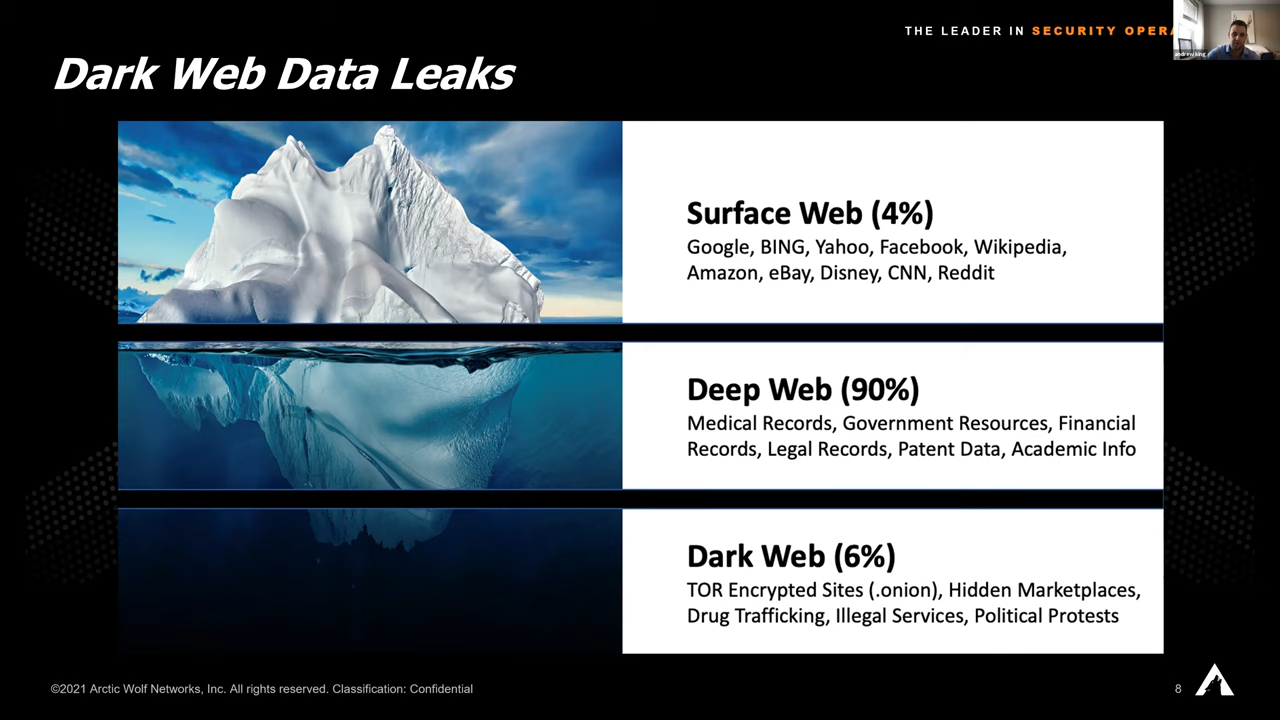 THE LEADER IN SECURITY OPERA
andrew king
Dark Web Data Leaks
Surface Web (4%)
Google, BING, Yahoo, Facebook, Wikipedia,
Amazon, eBay, Disney, CNN, Reddit
Deep Web (90%)
Medical Records, Government Resources, Financial
Records, Legal Records, Patent Data, Academic Info
Dark Web (6%)
TOR Encrypted Sites (.onion), Hidden Marketplaces,
Drug Trafficking, Illegal Services, Political Protests
©2021 Arctic Wolf Networks, Inc. All rights reserved. Classification: Confidential
8